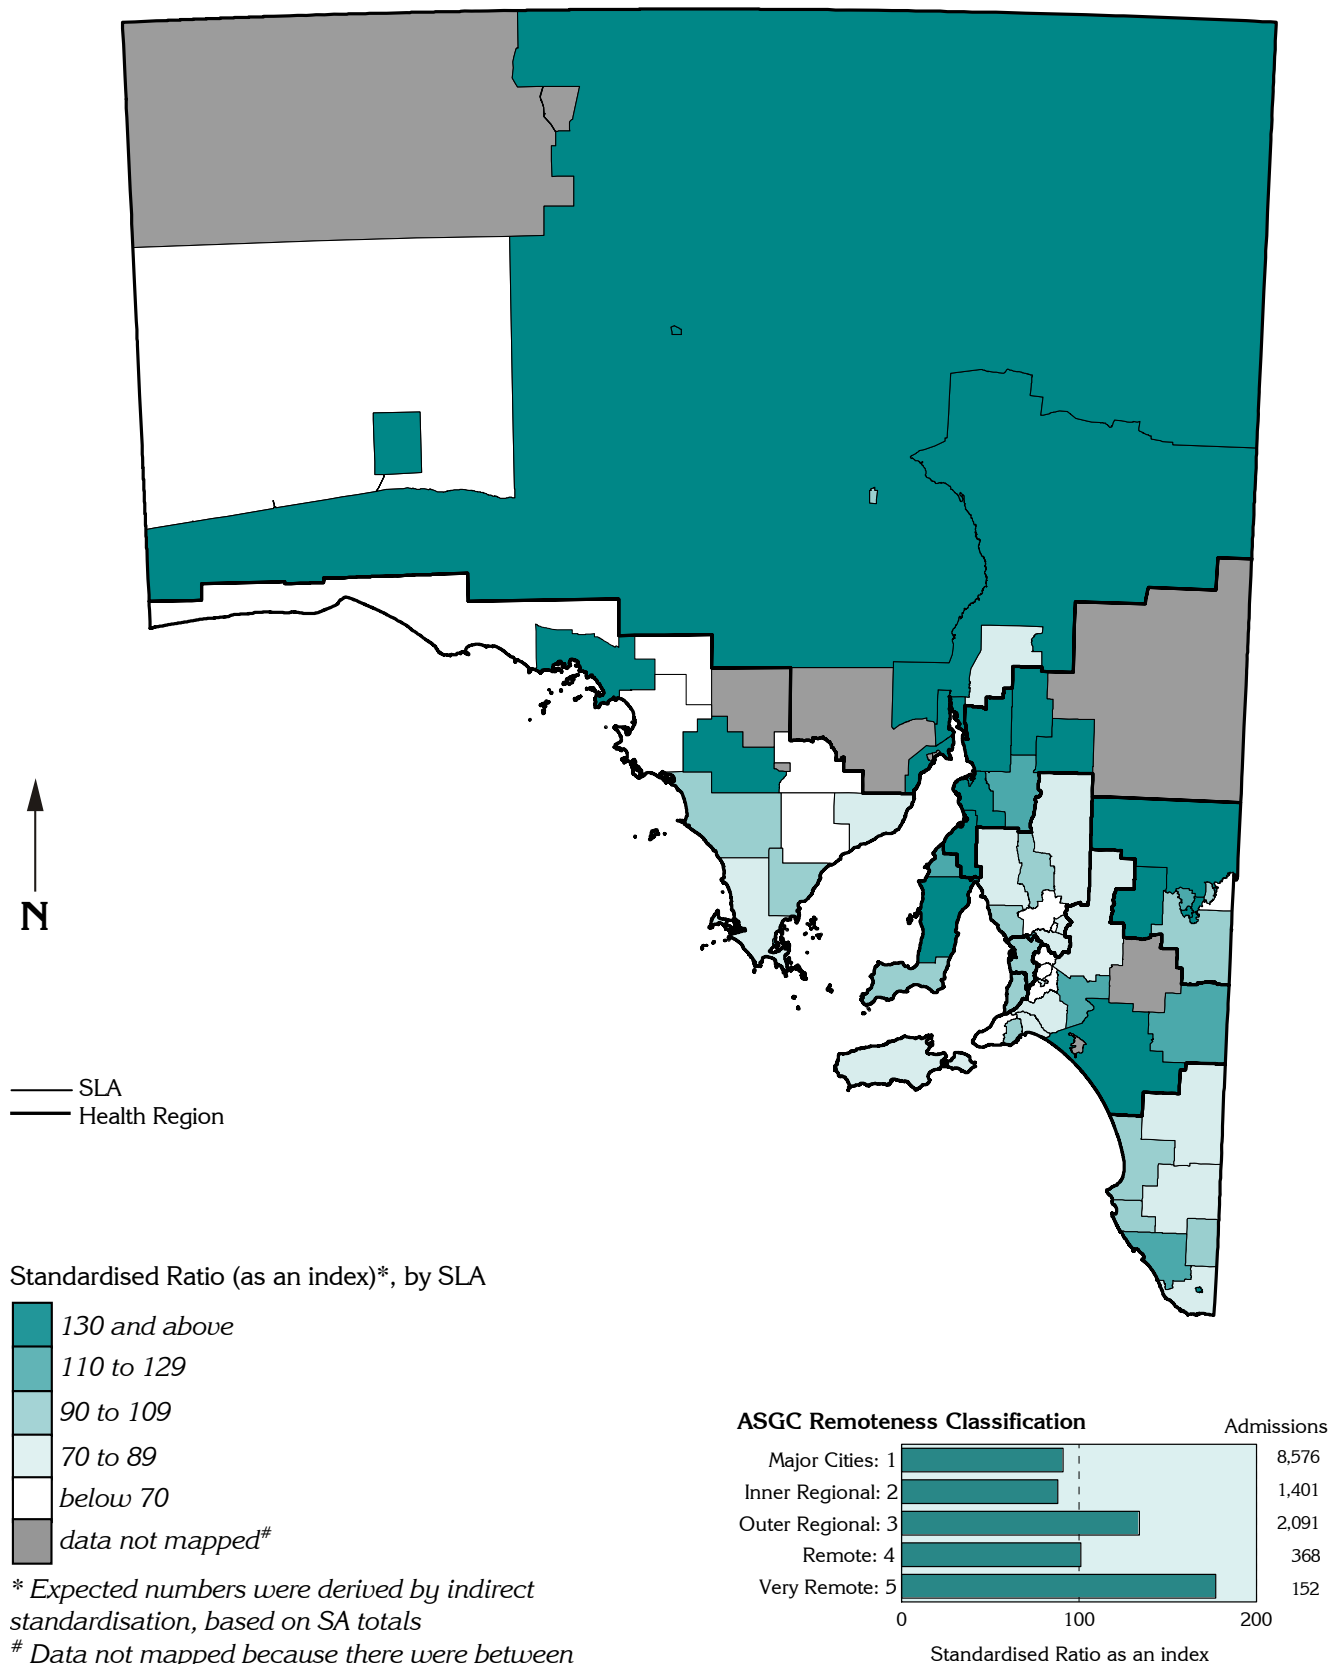 N
SLA
Health Region
Standardised Ratio (as an index)*, by SLA
130 and above
110 to 129
90 to 109
70 to 89
below 70
data not mapped#
* Expected numbers were derived by indirect
standardisation, based on SA totals
# Data not mapped because there were between
ASGC Remoteness Classification Admissions
Major Cities: 1 8,576
Inner Regional: 2 1,401
Outer Regional: 3 2,091
Remote: 4 368
Very Remote: 5 152
0 100 200
Standardised Ratio as an index